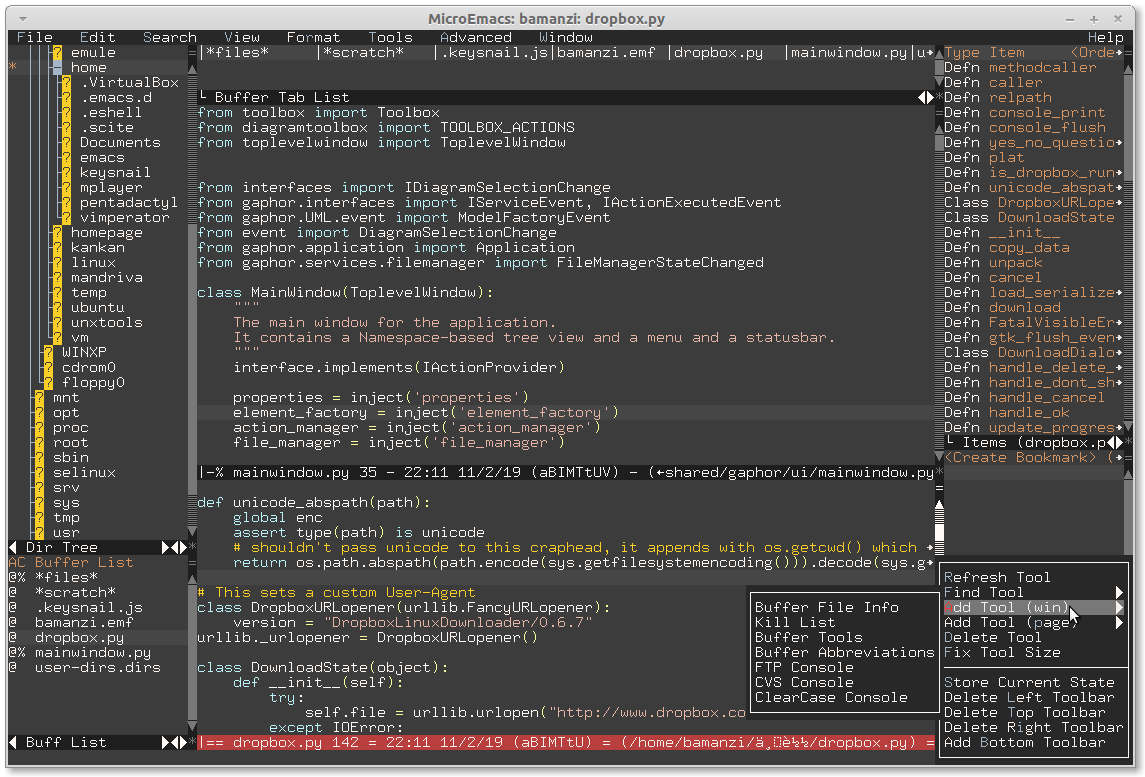 MicroEmacs: bamanzi: dropbox.py
File Edit Search View Format Tools Advanced Window Help
emule
home
.VirtualBox
.emacs.d
.eshell
.scite
Documents
emacs
keysnail
mplayer
pentadactyl
vimperator
homepage
kankan
linux
mandriva
temp
ubuntu
unxtools
vm
WINXP
cdrom0
floppy0
mnt
opt
proc
root
sbin
selinux
srv
sys
tmp
usr
Dir Tree
AC Buffer List
@% *files*
@ *scratch*
@ .keysnail.js
@ bamanzi.emf
@ dropbox.py
@% mainwindow.py
@ user-dirs.dirs
Buff List
|*files* |*scratch* |.keysnail.js|bamanzi.emf |dropbox.py |mainwindow.py|u
Buffer Tab List
from toolbox import Toolbox
from diagramtoolbox import TOOLBOX_ACTIONS
from toplevelwindow import ToplevelWindow
from interfaces import IDiagramSelectionChange
from gaphor.interfaces import IServiceEvent, IActionExecutedEvent
from gaphor.UML.event import ModelFactoryEvent
from event import DiagramSelectionChange
from gaphor.application import Application
from gaphor.services.filemanager import FileManagerStateChanged
class MainWindow(ToplevelWindow):
"""
The main window for the application.
It contains a Namespace-based tree view and a menu and a statusbar.
"""
interface.implements(IActionProvider)
properties = inject('properties')
element_factory = inject('element_factory')
action_manager = inject('action_manager')
file_manager = inject('file_manager')
|-% mainwindow.py 35 - 22:11 11/2/19 (aBIMTtUV) - (←shared/gaphor/ui/mainwindow.py
def unicode_abspath(path):
global enc
assert type(path) is unicode
# shouldn't pass unicode to this craphead, it appends with os.getcwd() which
return os.path.abspath(path.encode(sys.getfilesystemencoding())).decode(sys.g
# This sets a custom User-Agent
class DropboxURLopener(urllib.FancyURLopener):
version = "DropboxLinuxDownloader/0.6.7"
urllib._urlopener = DropboxURLopener()
class DownloadState(object):
def __init__(self):
try:
self.file = urllib.urlopen("http://www.dropbox.co
except IOError:
|== dropbox.py 142 = 22:11 11/2/19 (aBIMTtU) = (/home/bamanzi/ /dropbox.py) =
Type Item <Orde
Defn methodcaller
Defn caller
Defn relpath
Defn console_print
Defn console_flush
Defn yes_no_questio
Defn plat
Defn is_dropbox_run
Defn unicode_abspat
Class DropboxURLope
Class DownloadState
Defn __init__
Defn copy_data
Defn unpack
Defn cancel
Defn load_serialize
Defn download
Defn FatalVisibleEr
Defn gtk_flush_even
Class DownloadDialo
Defn handle_delete_
Defn handle_dont_sh
Defn handle_cancel
Defn handle_ok
Defn update_progres
Items (dropbox.p
<Create Bookmark> (
Buffer File Info
Kill List
Buffer Tools
Buffer Abbreviations
FTP Console
CVS Console
ClearCase Console
Refresh Tool
Find Tool
Add Tool (win)
Add Tool (page)
Delete Tool
Fix Tool Size
Store Current State
Delete Left Toolbar
Delete Top Toolbar
Delete Right Toolbar
Add Bottom Toolbar